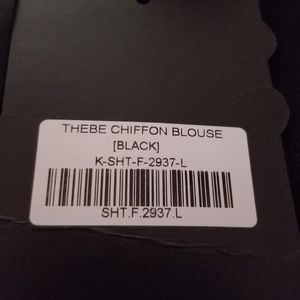 THEBE CHIFFON BLOUSE
[BLACK]
K-SHT-F-2937-L
SHT.F.2937.L